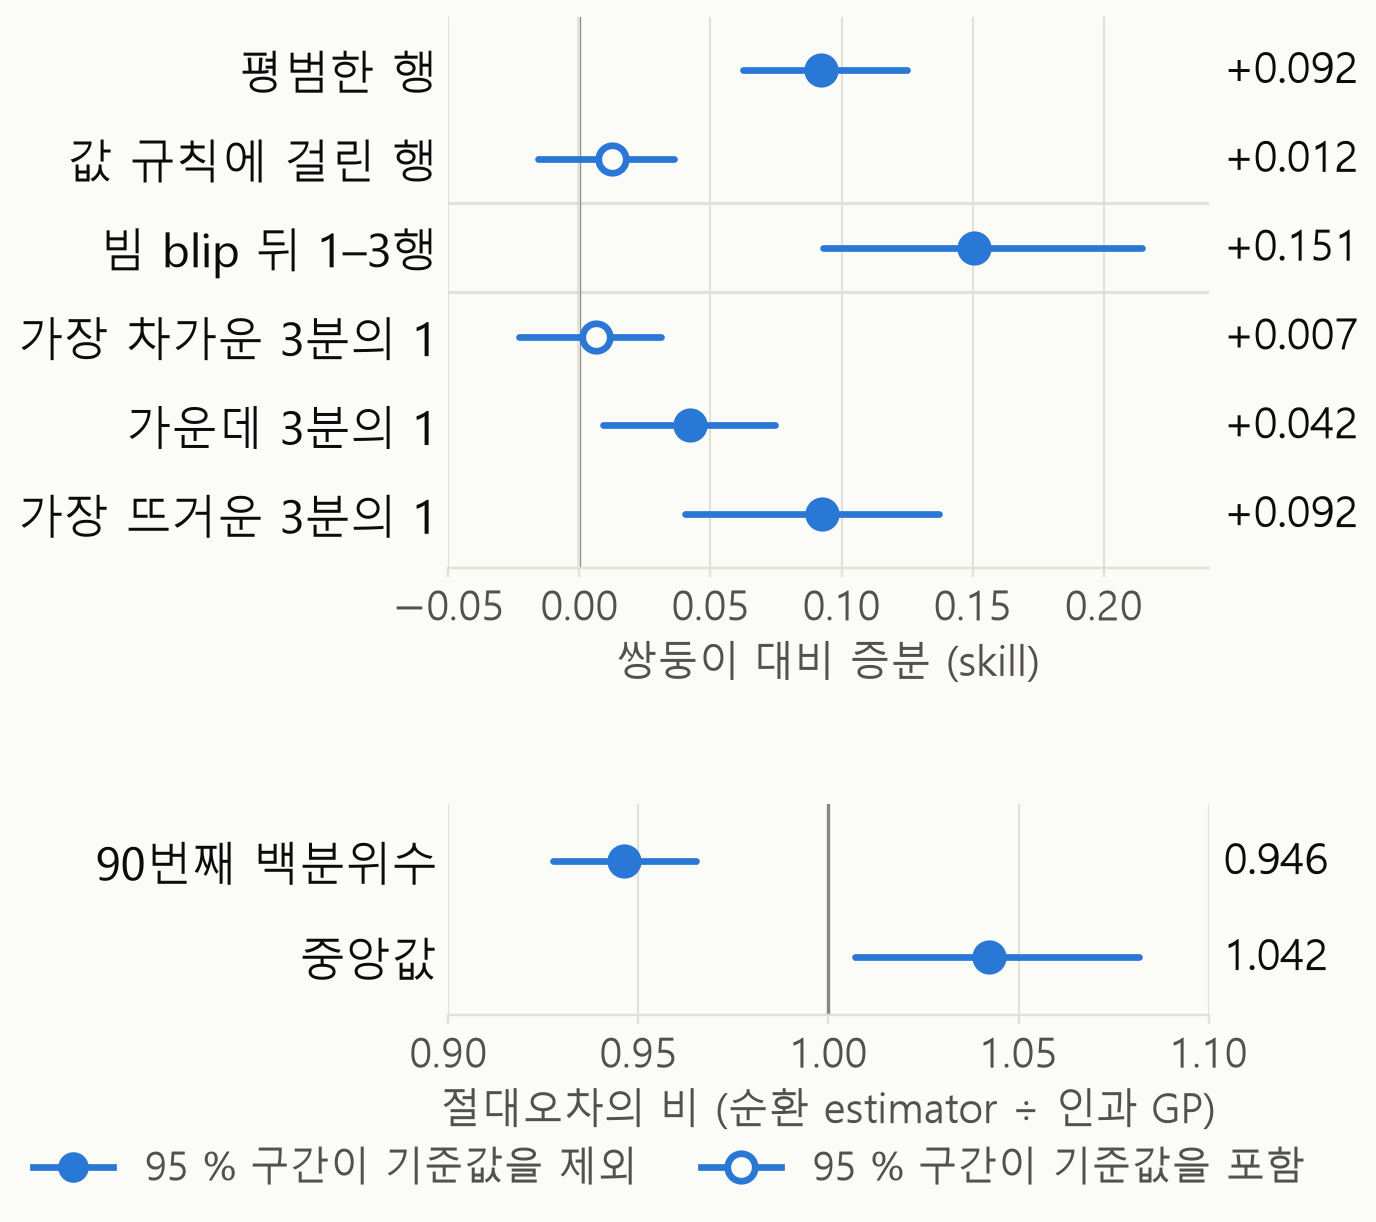 평범한 행 +0.092
값 규칙에 걸린 행 +0.012
빔 blip 뒤 1–3행 +0.151
가장 차가운 3분의 1 +0.007
가운데 3분의 1 +0.042
가장 뜨거운 3분의 1 +0.092
−0.05 0.00 0.05 0.10 0.15 0.20
쌍둥이 대비 증분 (skill)
90번째 백분위수 0.946
중앙값 1.042
0.90 0.95 1.00 1.05 1.10
절대오차의 비 (순환 estimator ÷ 인과 GP)
95 % 구간이 기준값을 제외 95 % 구간이 기준값을 포함